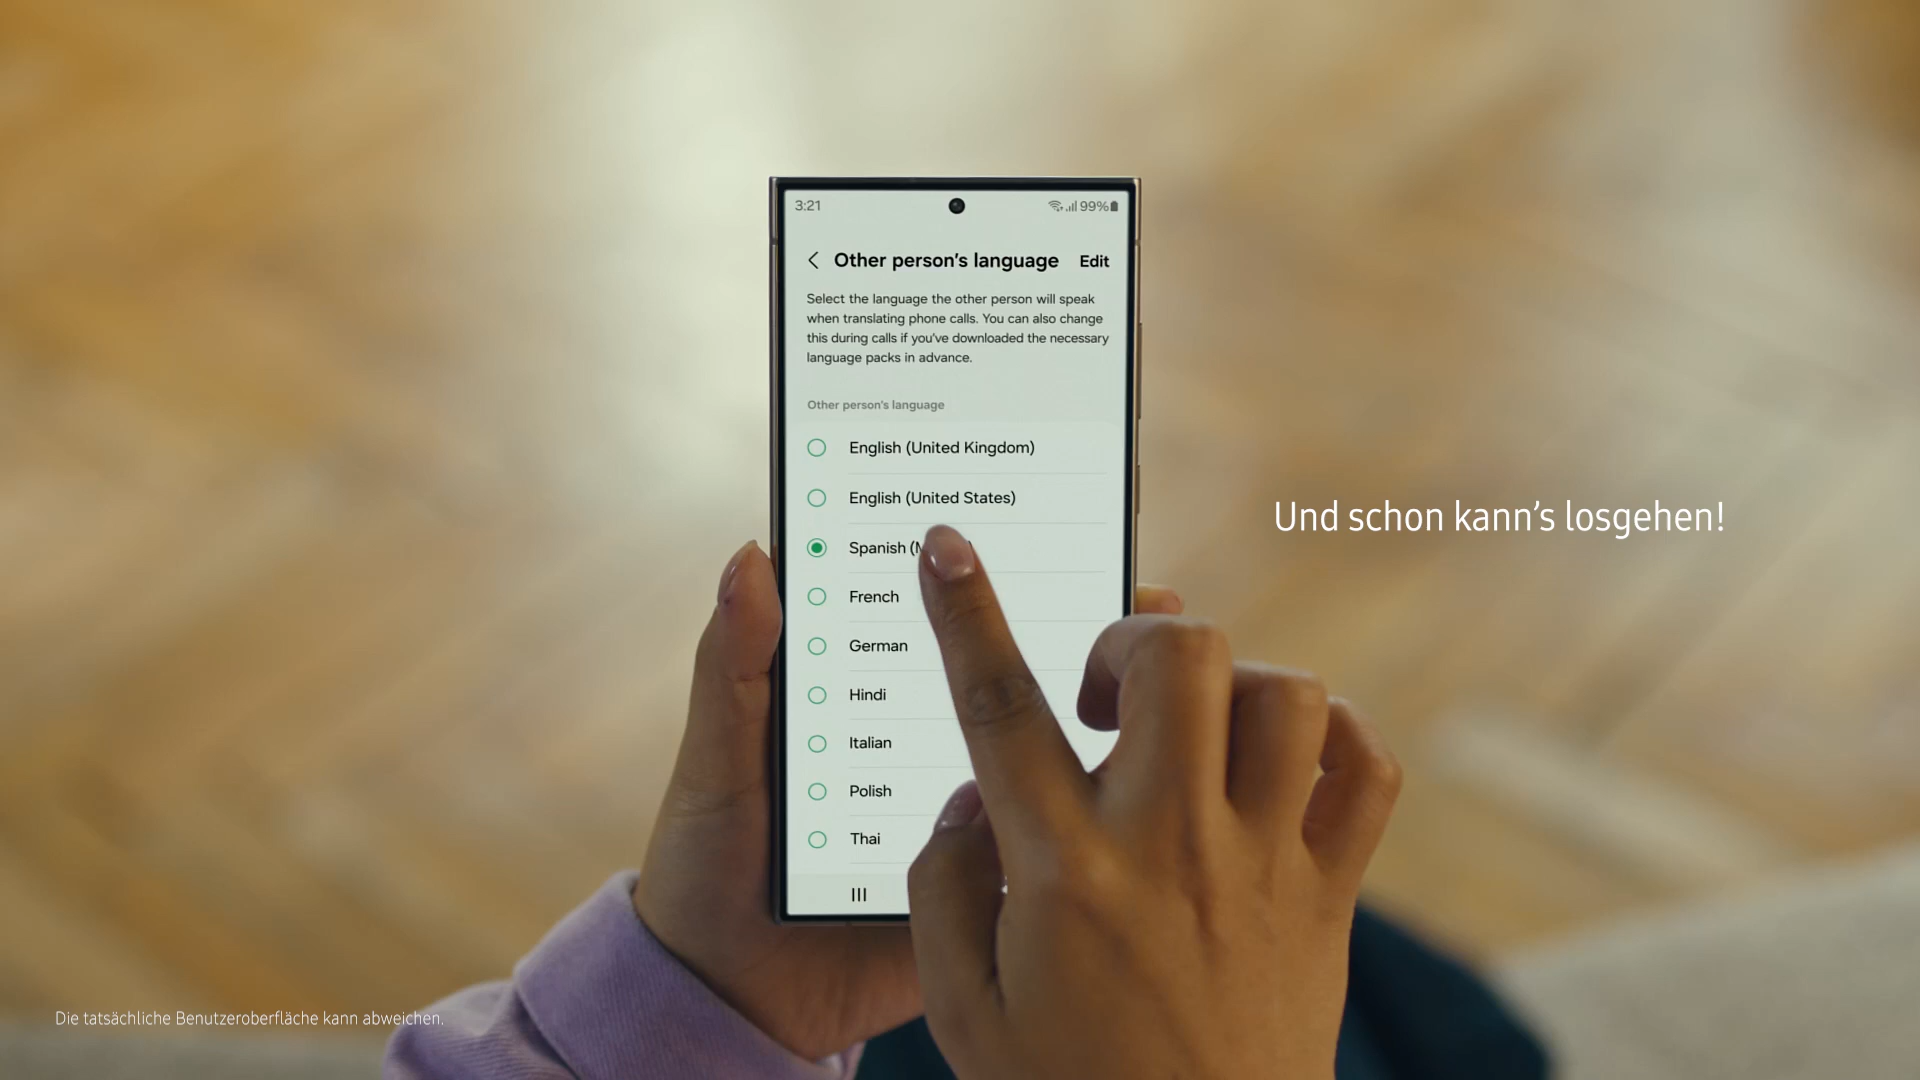 3:21
99%
Other person's language
Edit
Select the language the other person will speak
when translating phone calls. You can also change
this during calls if you've downloaded the necessary
language packs in advance.
Other person's language
English (United Kingdom)
English (United States)
Spanish
French
German
Hindi
Italian
Polish
Thai
Und schon kann's losgehen!
Die tatsächliche Benutzeroberfläche kann abweichen.